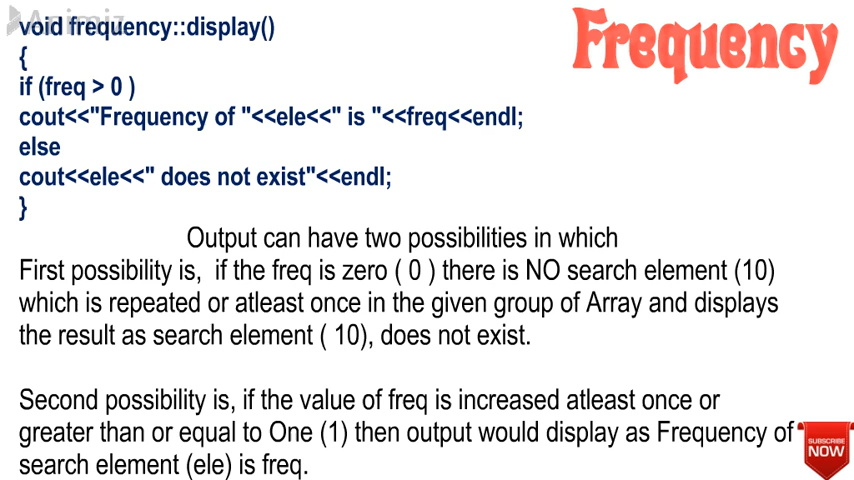 Animiz
Frequency
void frequency::display()
{
if (freq > 0 )
cout<<"Frequency of "<<ele<<" is "<<freq<<endl;
else
cout<<ele<<" does not exist"<<endl;
}
Output can have two possibilities in which
First possibility is,  if the freq is zero ( 0 ) there is NO search element (10)
which is repeated or atleast once in the given group of Array and displays
the result as search element ( 10), does not exist.
Second possibility is, if the value of freq is increased atleast once or
greater than or equal to One (1) then output would display as Frequency of
search element (ele) is freq.
SUBSCRIBE
NOW